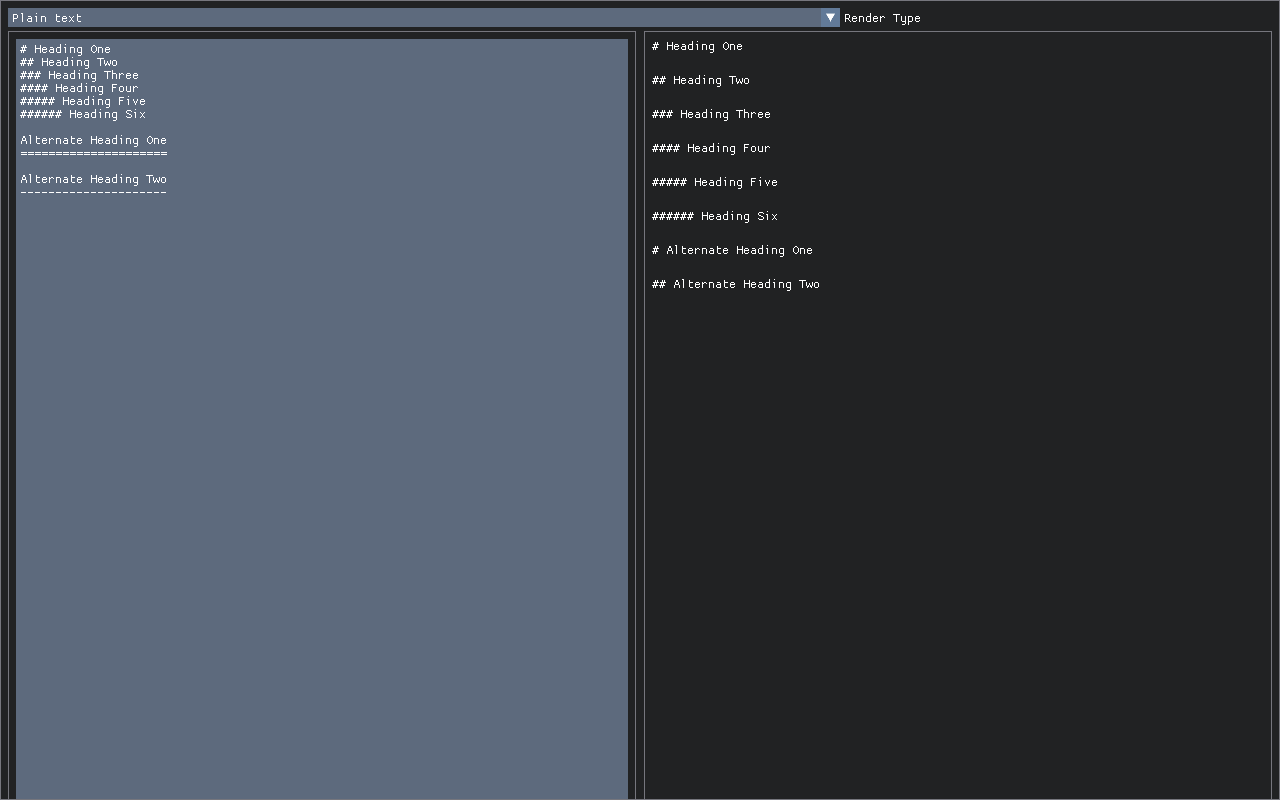 Plain text
Render Type
# Heading One
## Heading Two
### Heading Three
#### Heading Four
##### Heading Five
###### Heading Six
Alternate Heading One
=====================
Alternate Heading Two
---------------------
# Heading One
## Heading Two
### Heading Three
#### Heading Four
##### Heading Five
###### Heading Six
# Alternate Heading One
## Alternate Heading Two